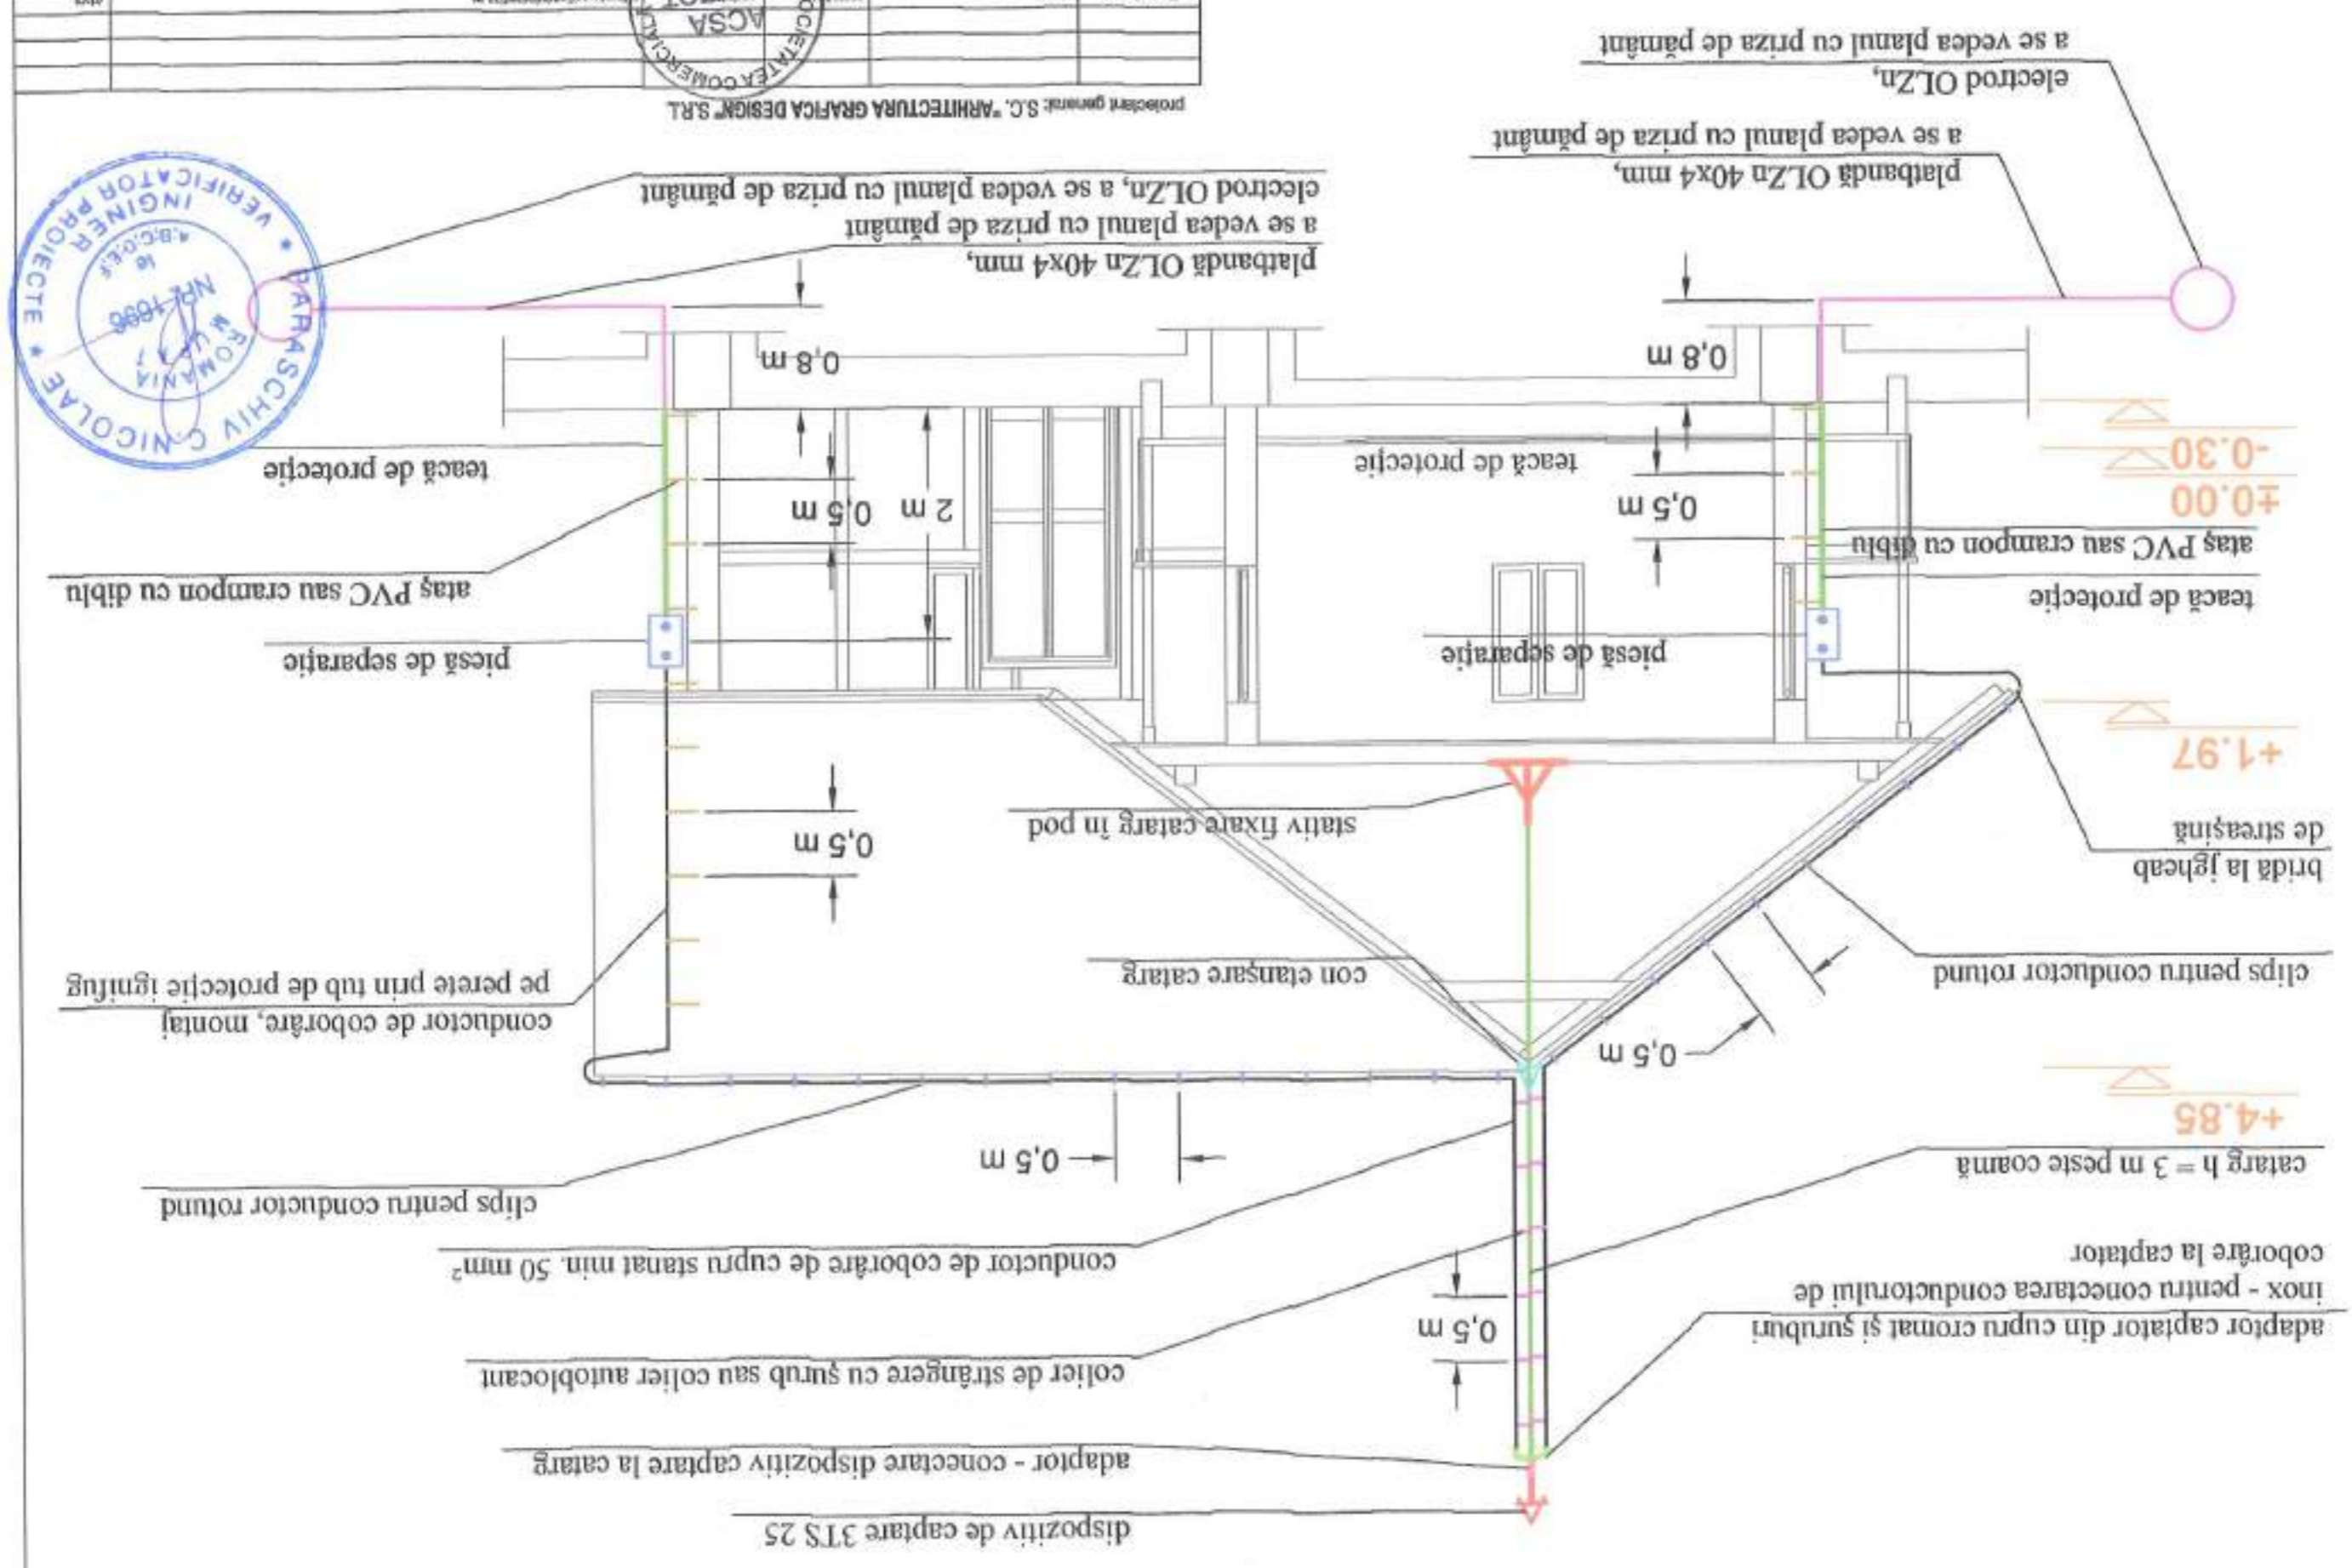 dispozitiv de captare 3TS 25
adaptor - conectare dispozitiv captare la catarg
adaptor captator din cupru cromat și șuruburi
inox - pentru conectarea conductorului de
coborâre la captator
colier de strângere cu șurub sau colier autoblocant
0,5 m
conductor de coborâre de cupru stanat min. 50 mm²
catarg h = 3 m peste coamă
clips pentru conductor rotund
+4.85
0,5 m
0,5 m
conductor de coborâre, montaj
pe perete prin tub de protecție ignifug
con etanșare catarg
clips pentru conductor rotund
bridă la jgheab
de streașină
0,5 m
stativ fixare catarg în pod
+1.97
piesă de separație
piesă de separație
teacă de protecție
ataș PVC sau crampon cu diblu
ataș PVC sau crampon cu diblu
±0.00
0,5 m
2 m
0,5 m
-0.30
teacă de protecție
teacă de protecție
0,8 m
0,8 m
platbandă OLZn 40x4 mm,
a se vedea planul cu priza de pământ
electrod OLZn, a se vedea planul cu priza de pământ
platbandă OLZn 40x4 mm,
a se vedea planul cu priza de pământ
electrod OLZn,
a se vedea planul cu priza de pământ
* PARASCHIV C. NICOLAE *
VERIFICATOR PROIECTE
ROMANIA
NR. 1696
INGINER
proiectant general: S.C. "ARHITECTURA GRAFICA DESIGN" S.R.L
SOCIETATEA COMERCIALĂ
ACSA